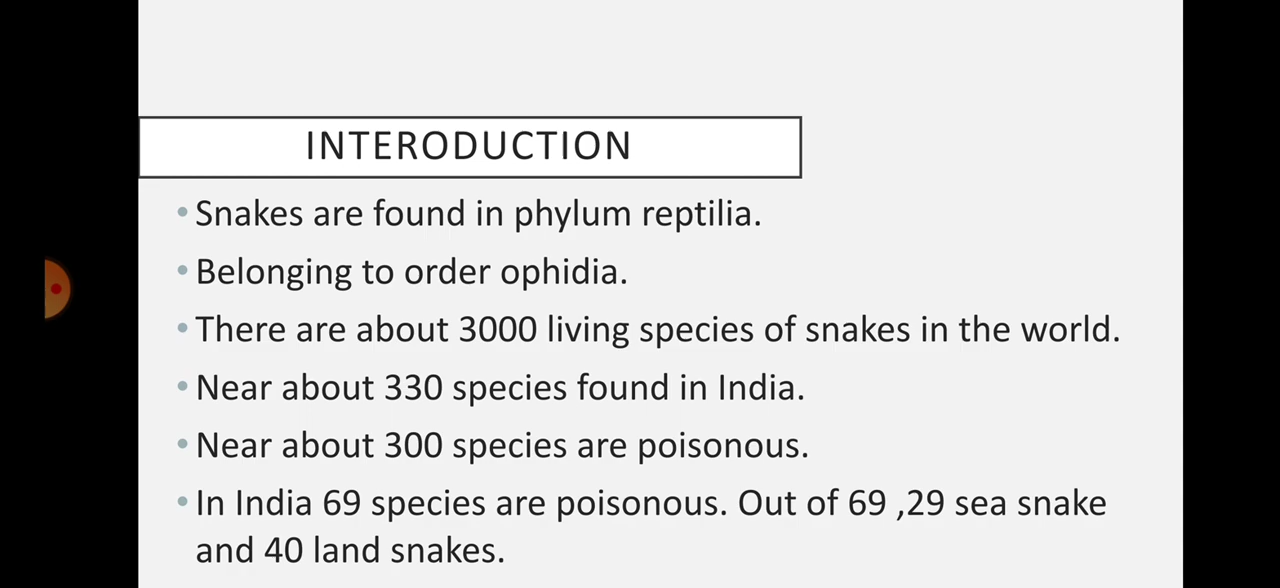 INTERODUCTION
• Snakes are found in phylum reptilia.
• Belonging to order ophidia.
• There are about 3000 living species of snakes in the world.
• Near about 330 species found in India.
• Near about 300 species are poisonous.
• In India 69 species are poisonous. Out of 69 ,29 sea snake
and 40 land snakes.